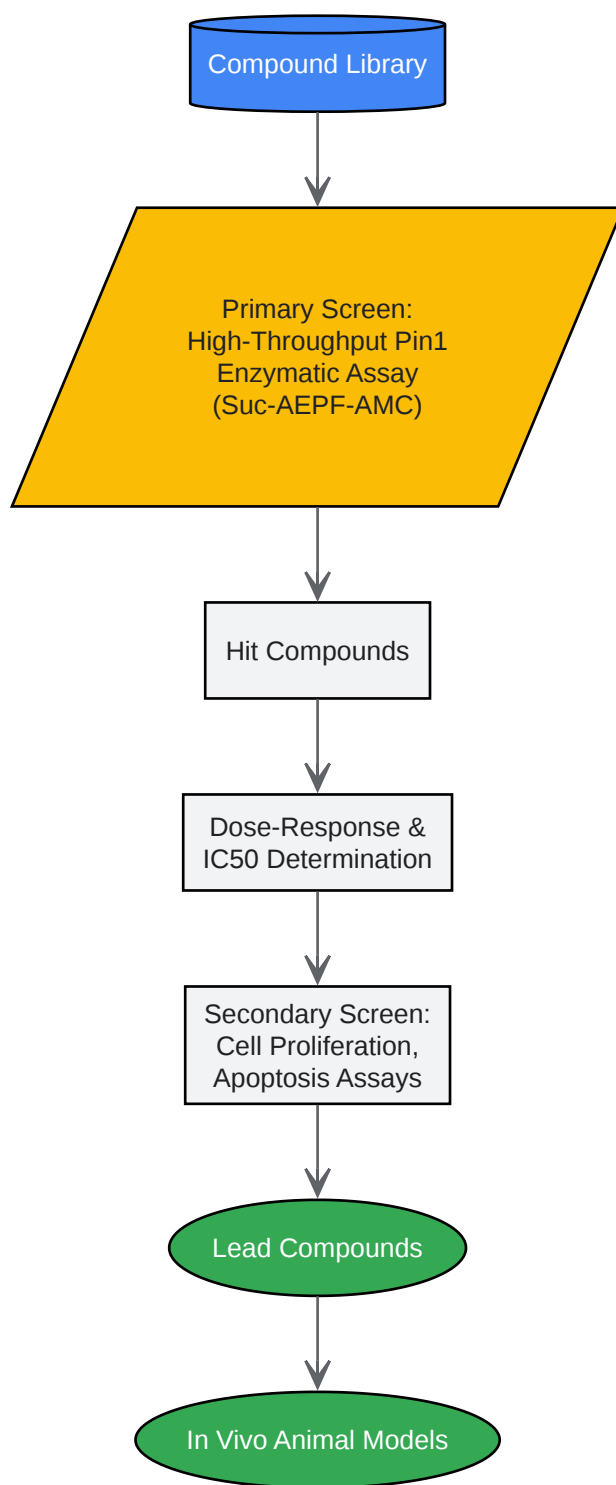 Compound Library
Primary Screen:
High-Throughput Pin1
Enzymatic Assay
(Suc-AEPF-AMC)
Hit Compounds
Dose-Response &
IC50 Determination
Secondary Screen:
Cell Proliferation,
Apoptosis Assays
Lead Compounds
In Vivo Animal Models